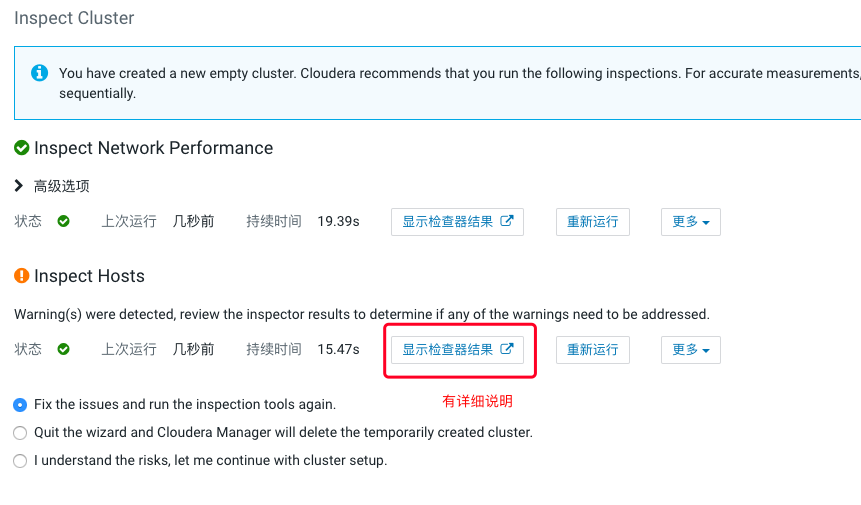 Inspect Cluster
You have created a new empty cluster. Cloudera recommends that you run the following inspections. For accurate measurements,
sequentially.
Inspect Network Performance
高级选项
状态 上次运行 几秒前 持续时间 19.39s 显示检查器结果 重新运行 更多
Inspect Hosts
Warning(s) were detected, review the inspector results to determine if any of the warnings need to be addressed.
状态 上次运行 几秒前 持续时间 15.47s 显示检查器结果 重新运行 更多
有详细说明
Fix the issues and run the inspection tools again.
Quit the wizard and Cloudera Manager will delete the temporarily created cluster.
I understand the risks, let me continue with cluster setup.